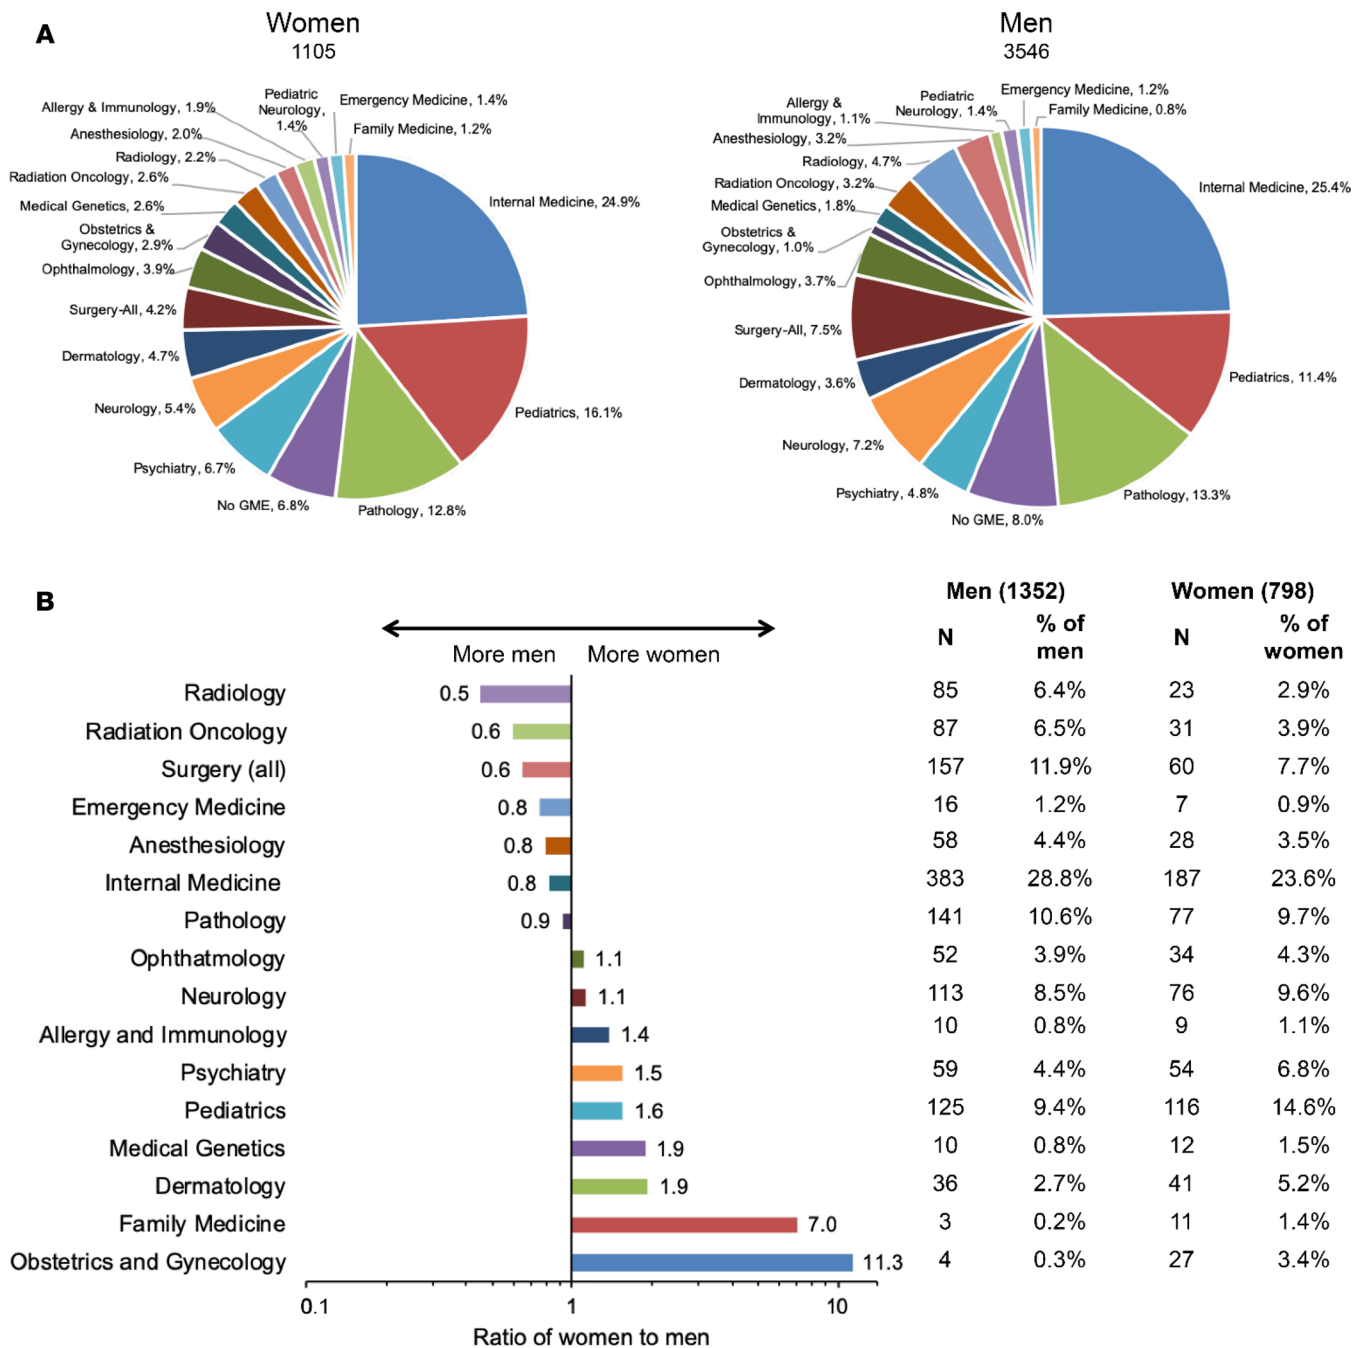 A
Women
1105
Men
3546
Allergy & Immunology, 1.9%
Pediatric
Neurology,
1.4%
Emergency Medicine, 1.4%
Anesthesiology, 2.0%
Family Medicine, 1.2%
Radiology, 2.2%
Radiation Oncology, 2.6%
Medical Genetics, 2.6%
Obstetrics &
Gynecology, 2.9%
Ophthalmology, 3.9%
Surgery-All, 4.2%
Dermatology, 4.7%
Neurology, 5.4%
Psychiatry, 6.7%
No GME, 6.8%
Pathology, 12.8%
Pediatrics, 16.1%
Internal Medicine, 24.9%
Emergency Medicine, 1.2%
Pediatric
Neurology, 1.4%
Family Medicine, 0.8%
Allergy &
Immunology, 1.1%
Anesthesiology, 3.2%
Radiology, 4.7%
Radiation Oncology, 3.2%
Medical Genetics, 1.8%
Obstetrics &
Gynecology, 1.0%
Ophthalmology, 3.7%
Surgery-All, 7.5%
Dermatology, 3.6%
Neurology, 7.2%
Psychiatry, 4.8%
No GME, 8.0%
Pathology, 13.3%
Pediatrics, 11.4%
Internal Medicine, 25.4%
B
Men (1352) Women (798)
N % of men N % of women
More men More women
Radiology 0.5 85 6.4% 23 2.9%
Radiation Oncology 0.6 87 6.5% 31 3.9%
Surgery (all) 0.6 157 11.9% 60 7.7%
Emergency Medicine 0.8 16 1.2% 7 0.9%
Anesthesiology 0.8 58 4.4% 28 3.5%
Internal Medicine 0.8 383 28.8% 187 23.6%
Pathology 0.9 141 10.6% 77 9.7%
Ophthatmology 1.1 52 3.9% 34 4.3%
Neurology 1.1 113 8.5% 76 9.6%
Allergy and Immunology 1.4 10 0.8% 9 1.1%
Psychiatry 1.5 59 4.4% 54 6.8%
Pediatrics 1.6 125 9.4% 116 14.6%
Medical Genetics 1.9 10 0.8% 12 1.5%
Dermatology 1.9 36 2.7% 41 5.2%
Family Medicine 7.0 3 0.2% 11 1.4%
Obstetrics and Gynecology 11.3 4 0.3% 27 3.4%
0.1 1 10
Ratio of women to men